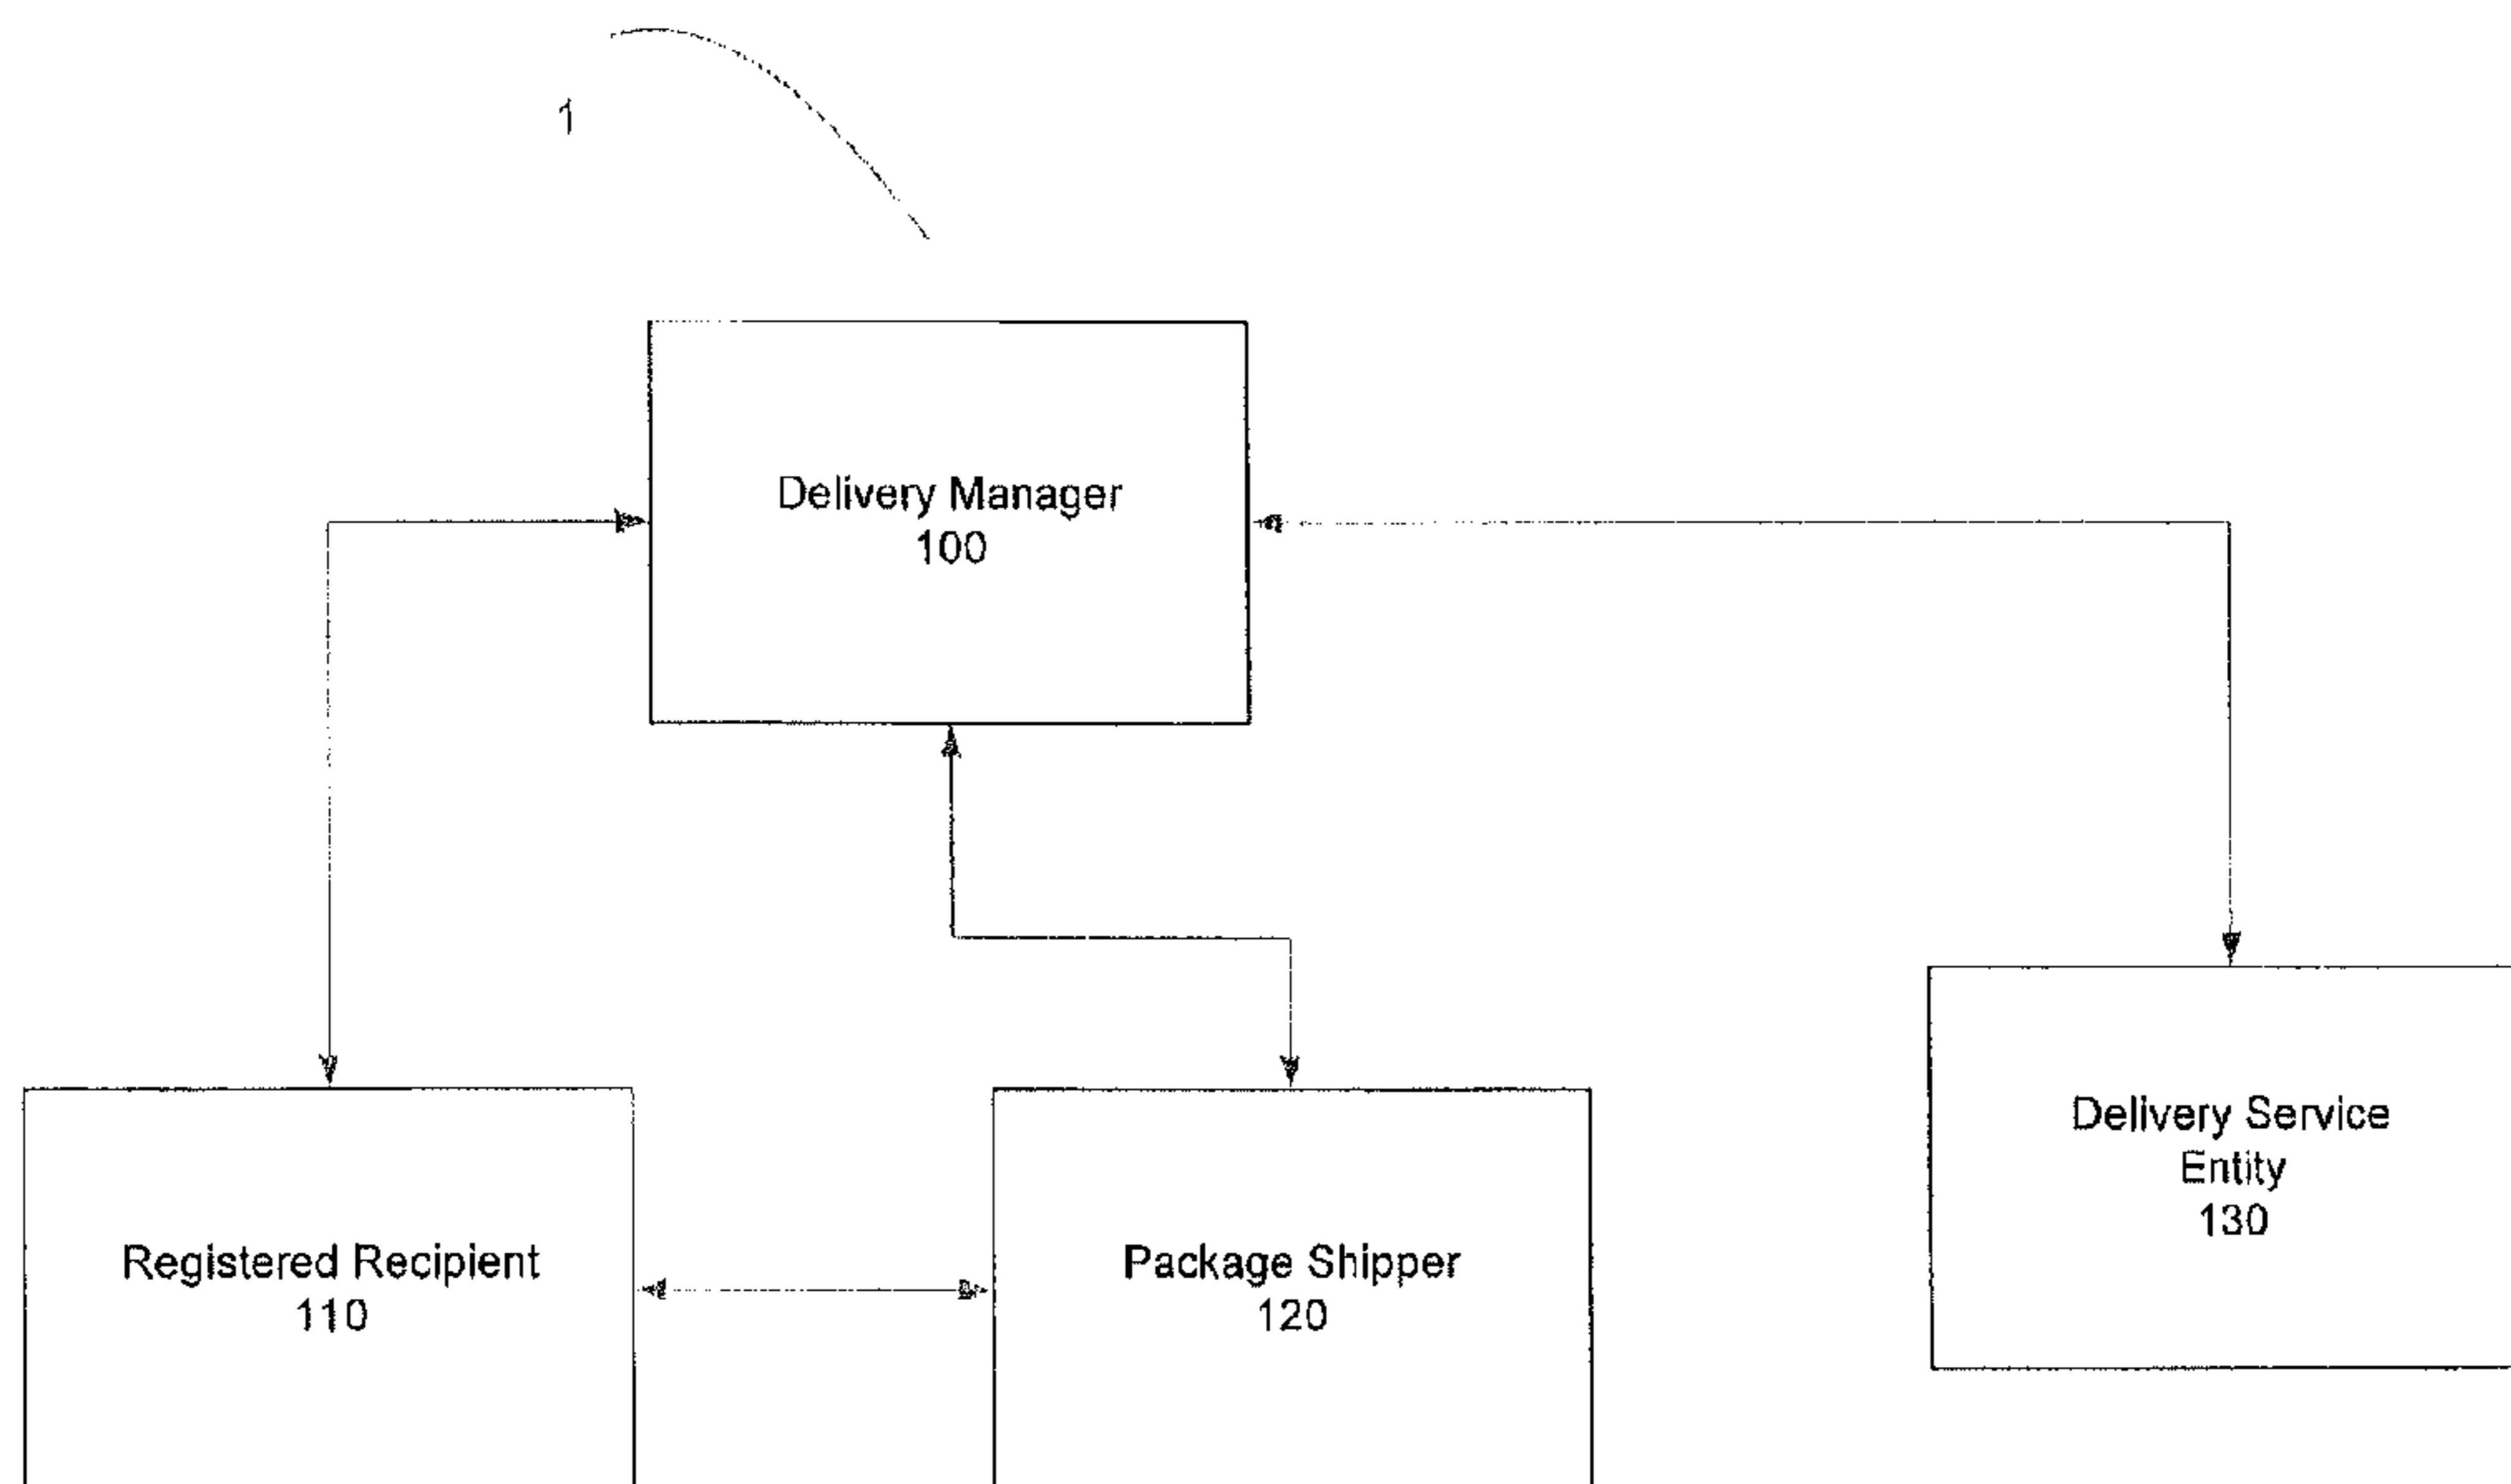 1
Delivery Manager
100
Delivery Service
Entity
130
Registered Recipient
110
Package Shipper
120